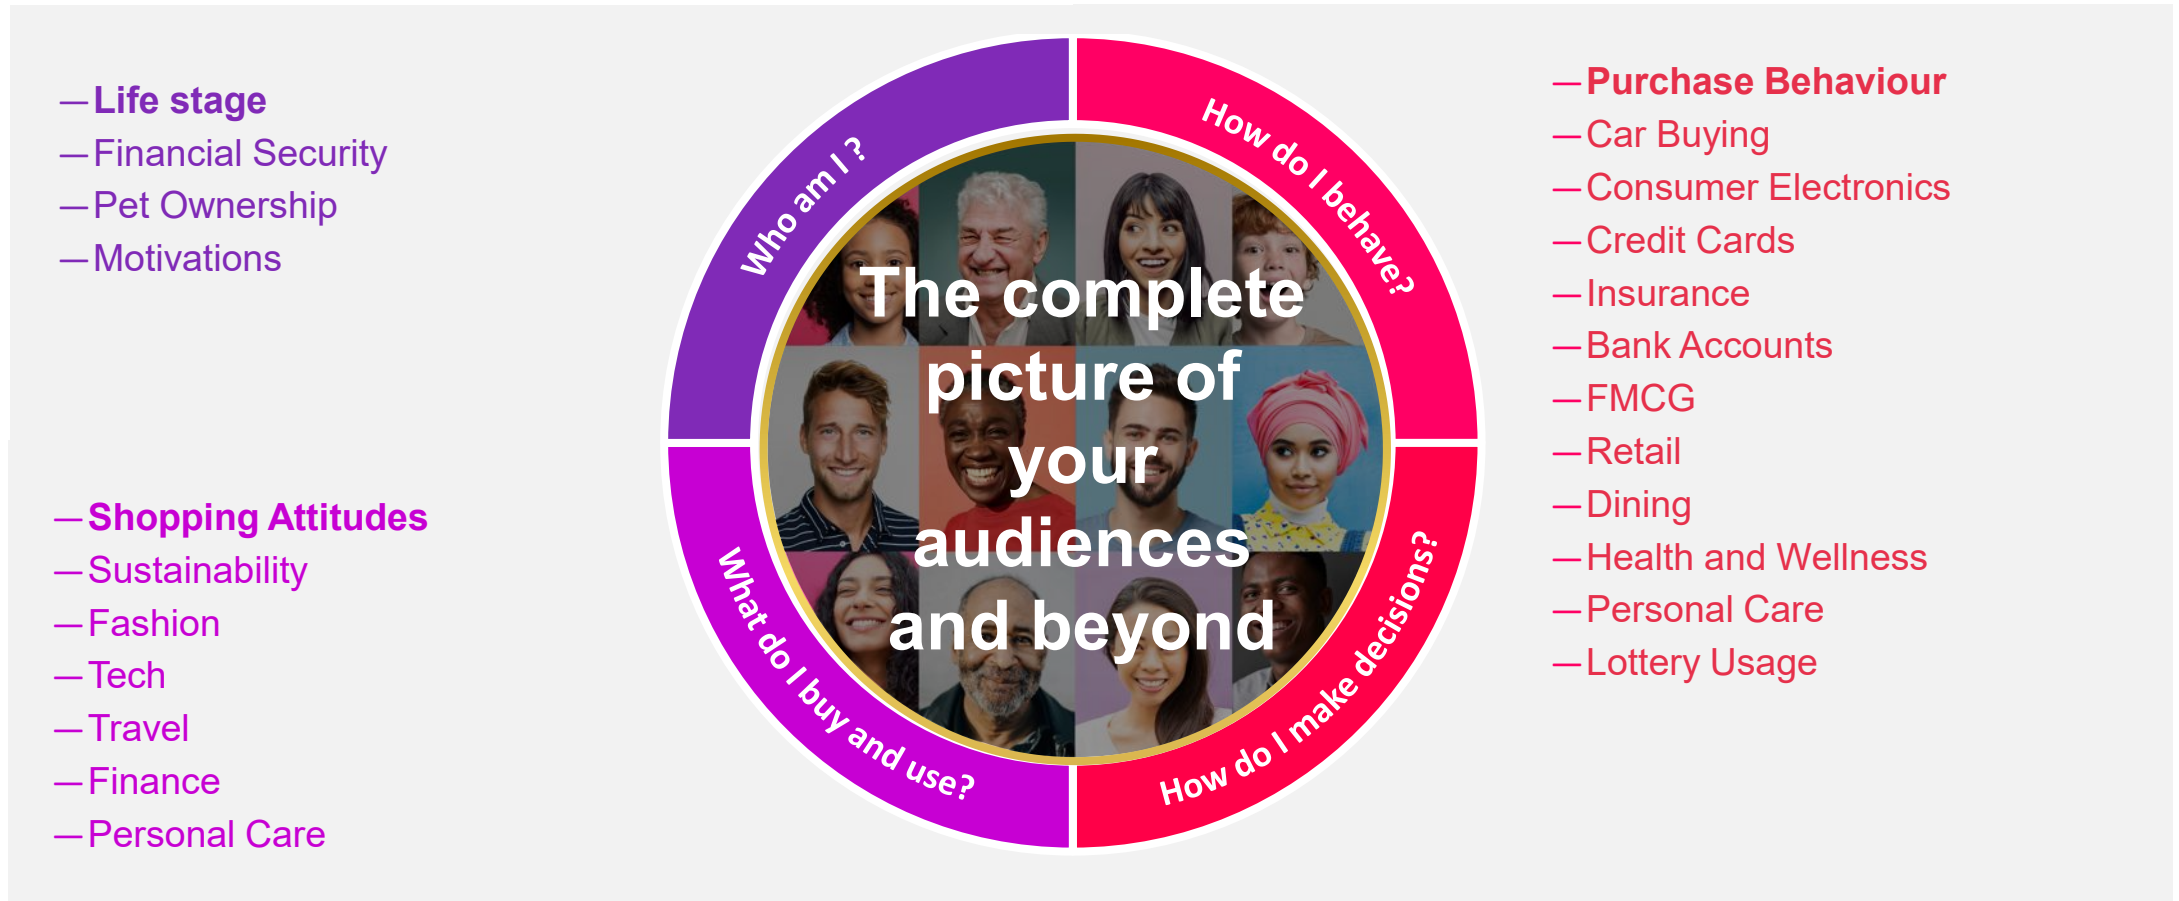 —Life stage
—Financial Security
—Pet Ownership
—Motivations
—Shopping Attitudes
—Sustainability
—Fashion
—Tech
—Travel
—Finance
—Personal Care
Who am I ?
How do I behave?
What do I buy and use?
How do I make decisions?
The complete
picture of
your
audiences
and beyond
—Purchase Behaviour
—Car Buying
—Consumer Electronics
—Credit Cards
—Insurance
—Bank Accounts
—FMCG
—Retail
—Dining
—Health and Wellness
—Personal Care
—Lottery Usage